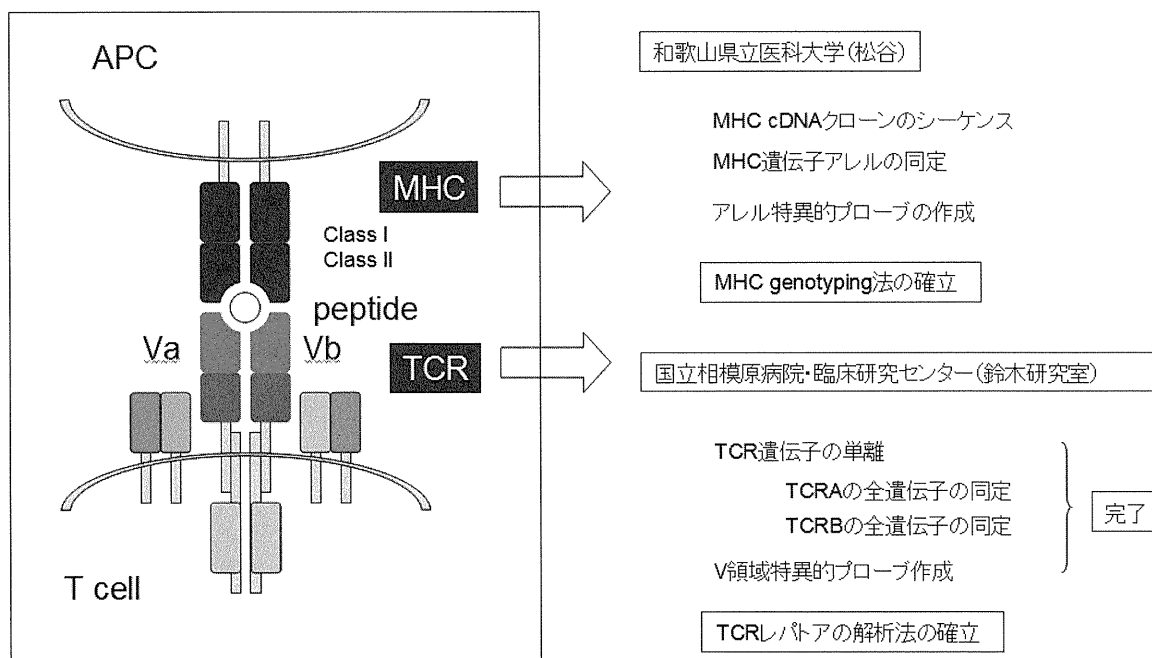 APC
MHC
Class I
Class II
peptide
Va
Vb
TCR
T cell
和歌山県立医科大学(松谷)
MHC cDNAクローンのシーケンス
MHC遺伝子アレルの同定
アレル特異的プローブの作成
MHC genotyping法の確立
国立相模原病院・臨床研究センター(鈴木研究室)
TCR遺伝子の単離
TCRAの全遺伝子の同定
TCRBの全遺伝子の同定
V領域特異的プローブ作成
完了
TCRレパトアの解析法の確立